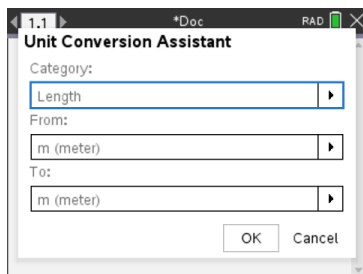 1.1 *Doc RAD
Unit Conversion Assistant
Category:
Length
From:
m (meter)
To:
m (meter)
OK Cancel